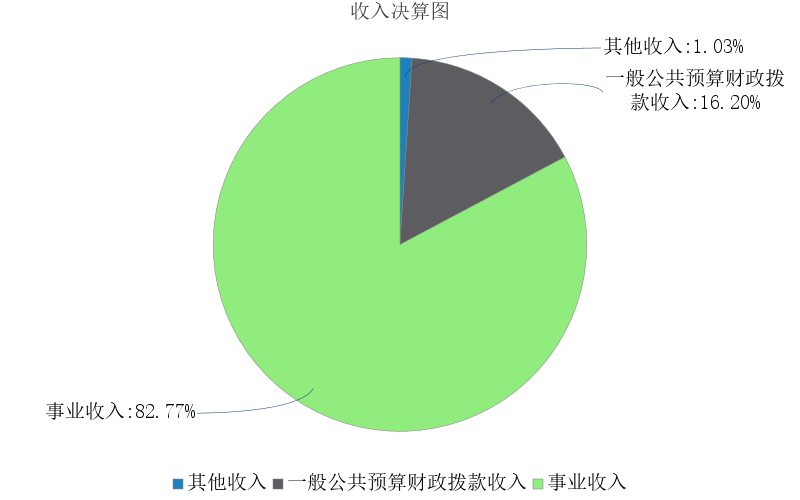 收入决算图
其他收入:1.03%
一般公共预算财政拨
款收入:16.20%
事业收入:82.77%
其他收入 一般公共预算财政拨款收入 事业收入